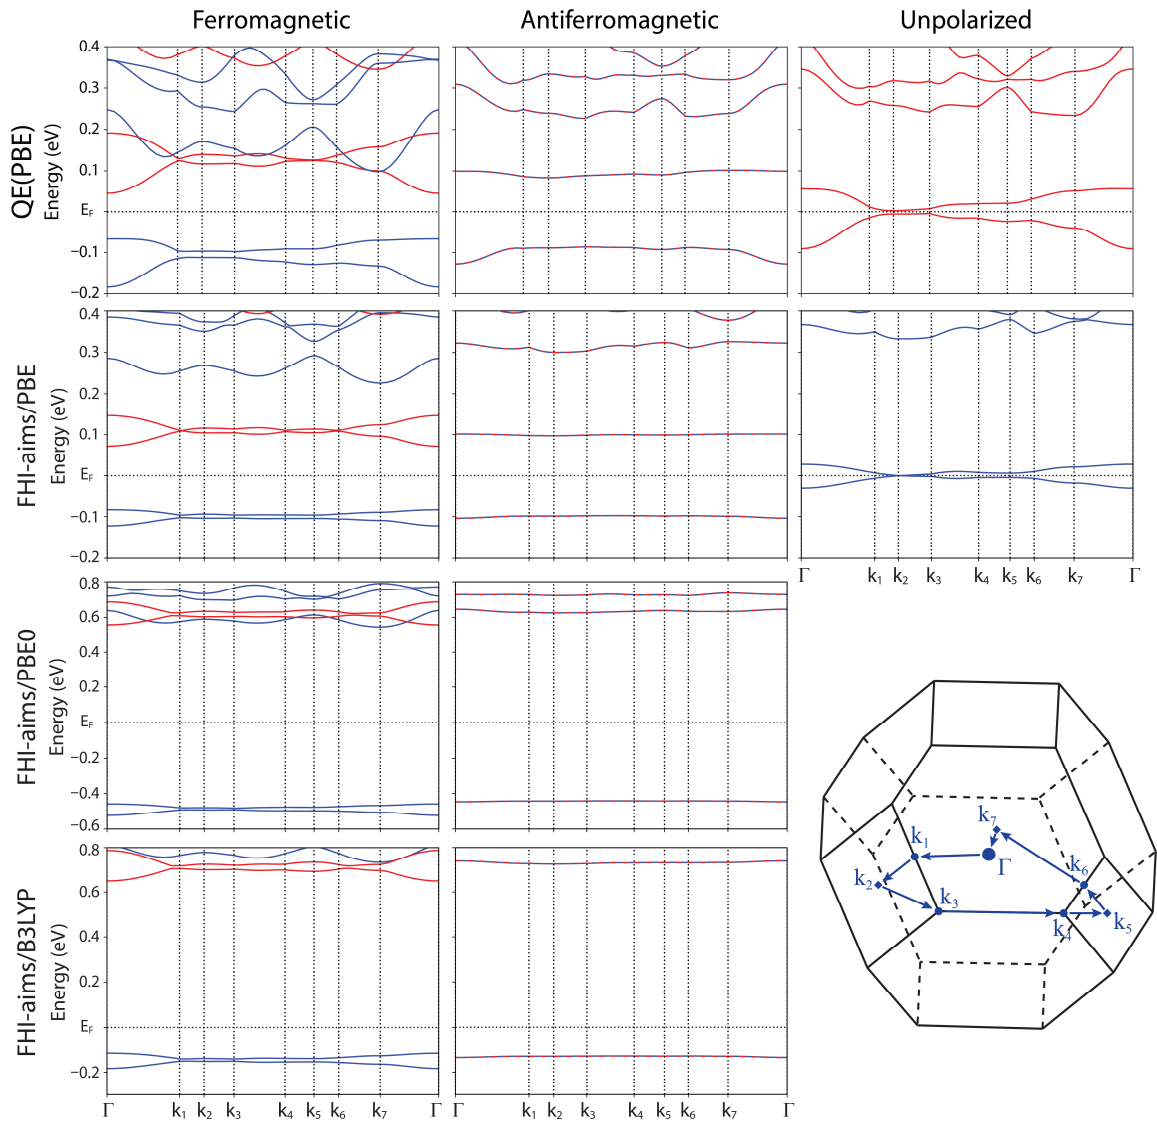 Ferromagnetic Antiferromagnetic Unpolarized
QE(PBE)
Energy (eV)
0.4
0.3
0.2
0.1
E_F
−0.1
−0.2
FHI-aims/PBE
Energy (eV)
0.4
0.3
0.2
0.1
E_F
−0.1
−0.2
Γ k₁ k₂ k₃ k₄ k₅ k₆ k₇ Γ
FHI-aims/PBE0
Energy (eV)
0.8
0.6
0.4
0.2
E_F
−0.2
−0.4
−0.6
FHI-aims/B3LYP
Energy (eV)
0.8
0.6
0.4
0.2
E_F
−0.2
Γ k₁ k₂ k₃ k₄ k₅ k₆ k₇ Γ
Γ k₁ k₂ k₃ k₄ k₅ k₆ k₇ Γ
k₇
k₁
Γ
k₂
k₆
k₃
k₄
k₅